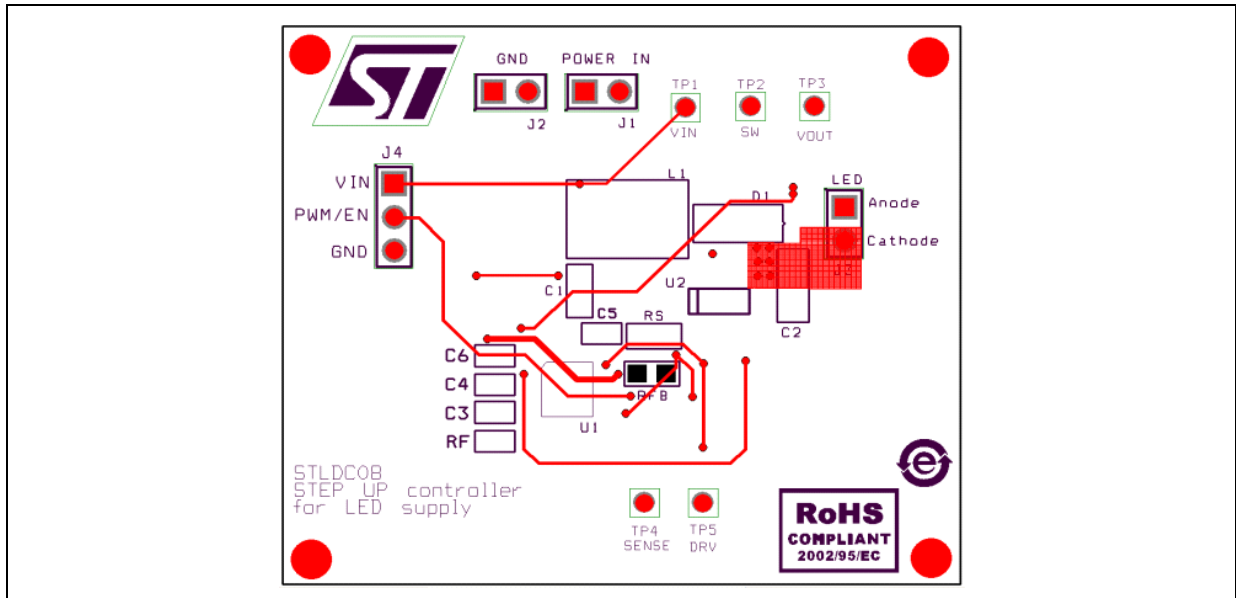 ST
GND
POWER IN
J2
J1
TP1
TP2
TP3
VIN
SW
VOUT
J4
VIN
PWM/EN
GND
L1
D1
LED
Anode
Cathode
J3
C1
U2
C2
C5
RS
C6
C4
C3
RF
RFB
U1
STLDC08
STEP UP controller
for LED supply
TP4
SENSE
TP5
DRV
e
RoHS
COMPLIANT
2002/95/EC